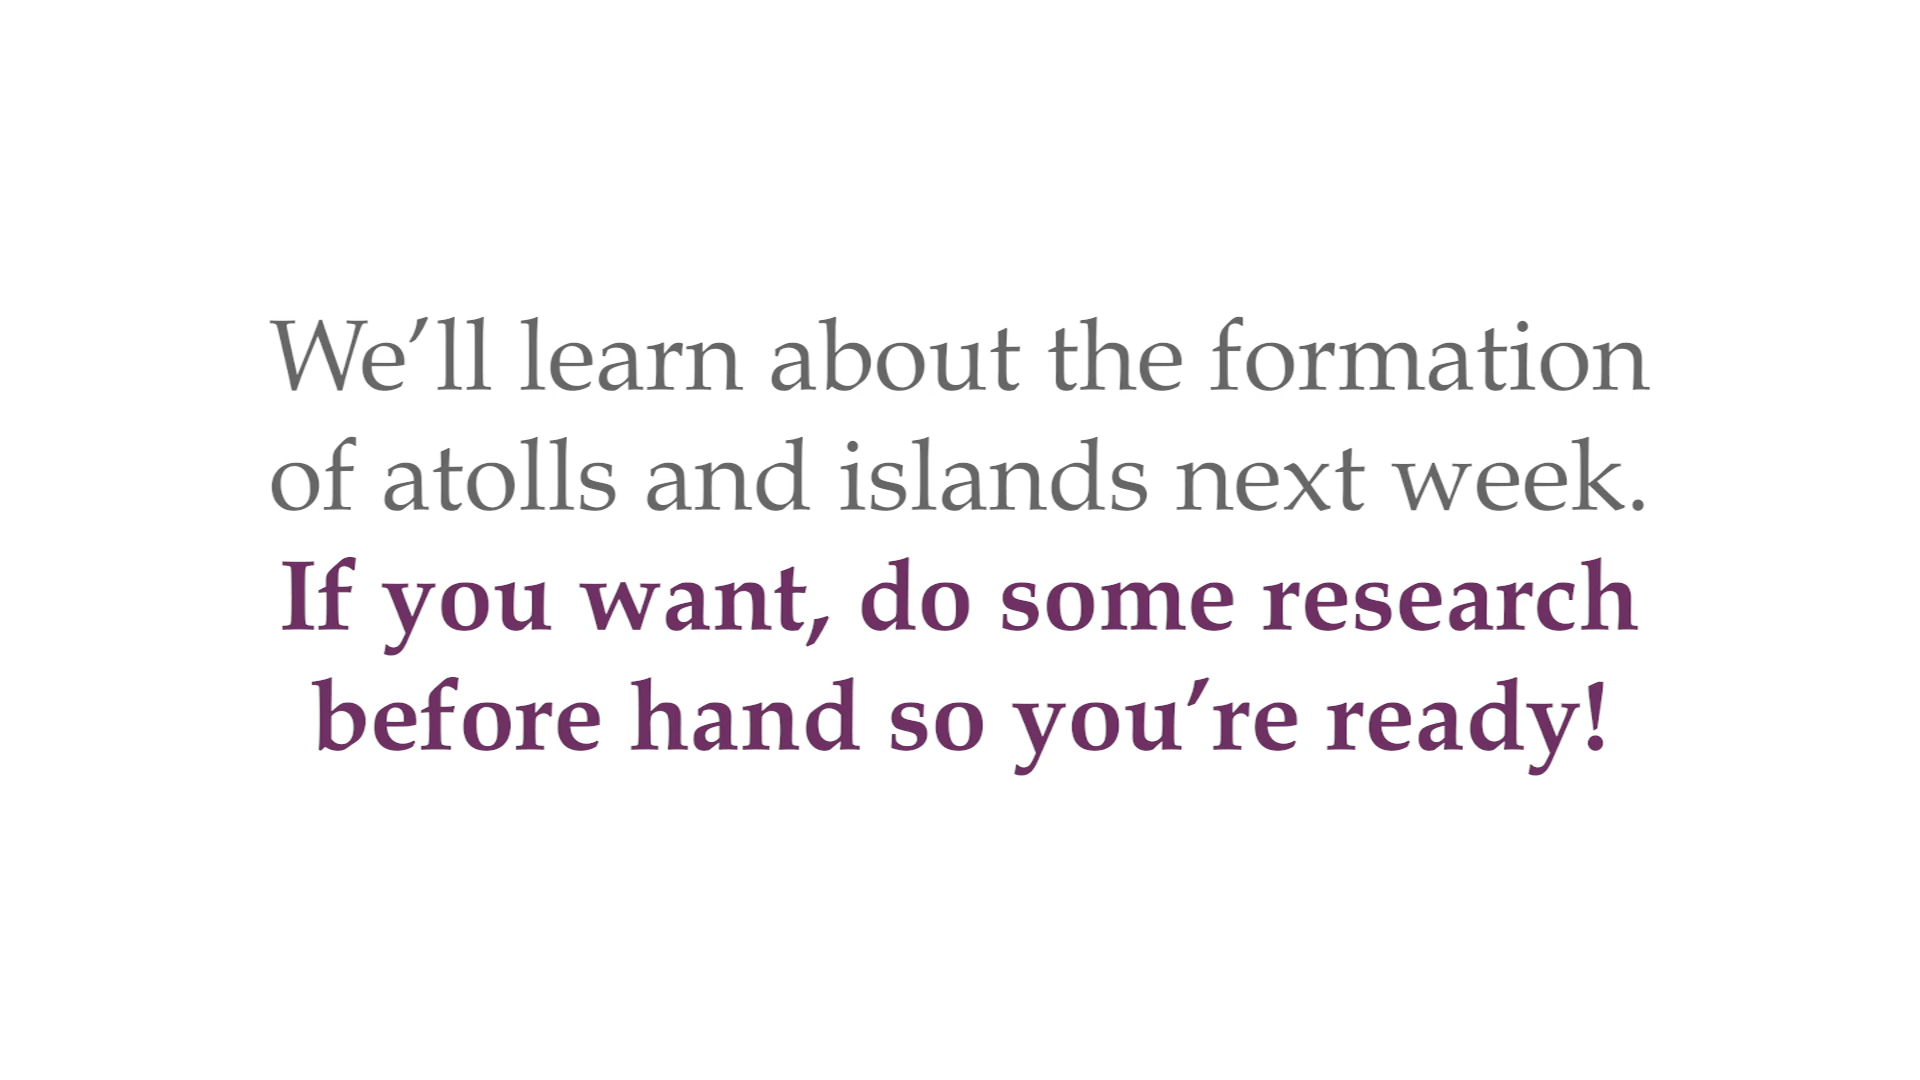 We’ll learn about the formation
of atolls and islands next week.
If you want, do some research
before hand so you’re ready!